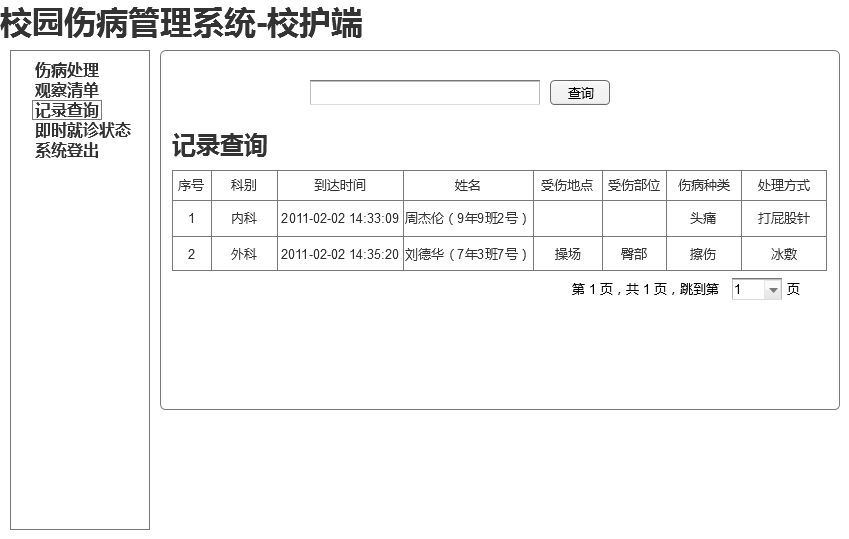 校园伤病管理系统-校护端
伤病处理
观察清单
记录查询
即时就诊状态
系统登出
查询
记录查询
序号 科别 到达时间 姓名 受伤地点 受伤部位 伤病种类 处理方式
1 内科 2011-02-02 14:33:09 周杰伦（9年9班2号） 头痛 打屁股针
2 外科 2011-02-02 14:35:20 刘德华（7年3班7号） 操场 臀部 擦伤 冰敷
第 1 页，共 1 页，跳到第 1 页